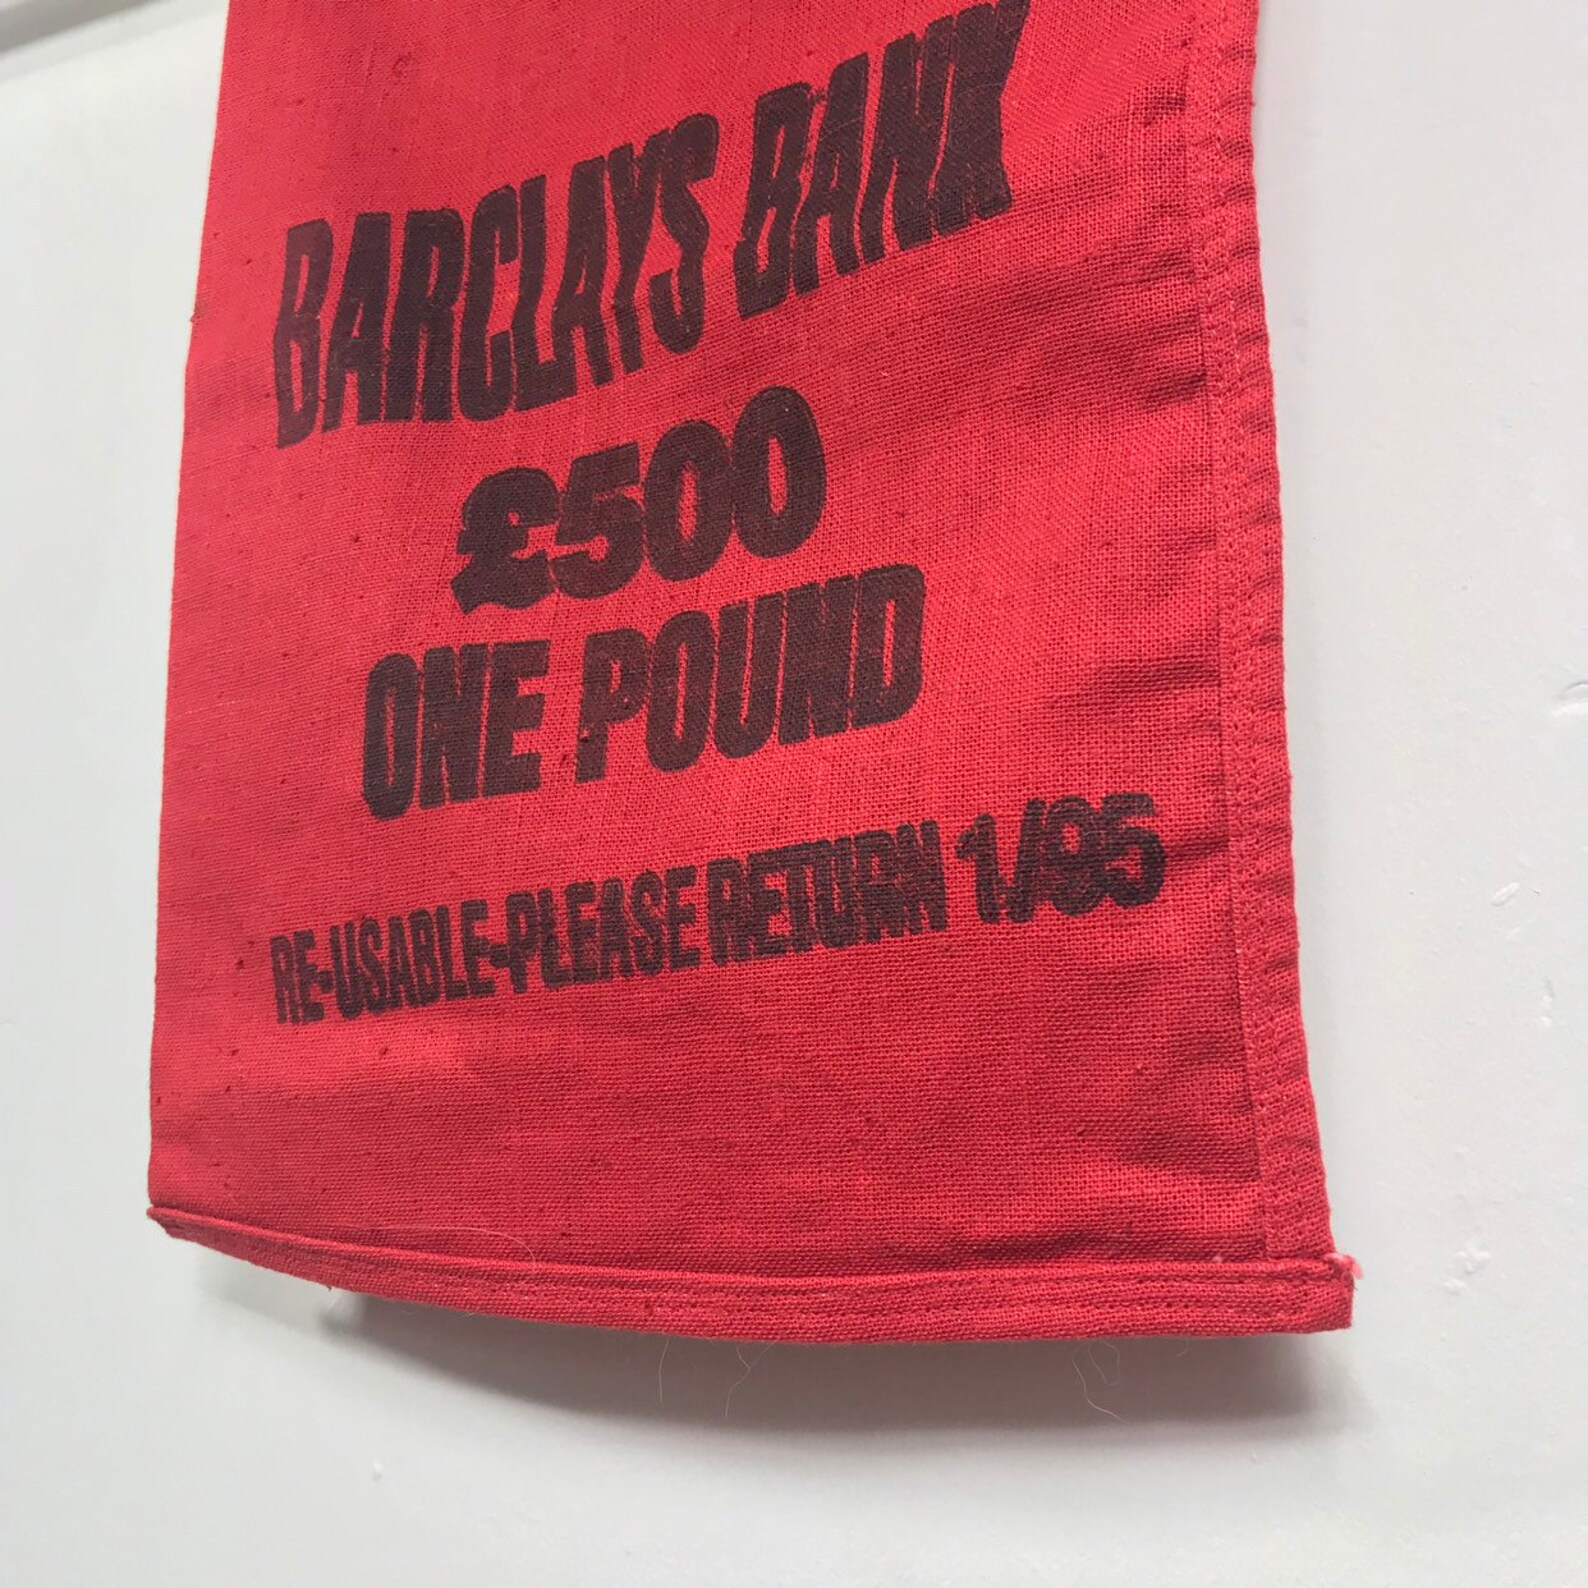 BARCLAYS BANK
£500
ONE POUND
RE-USABLE-PLEASE RETURN 1/95